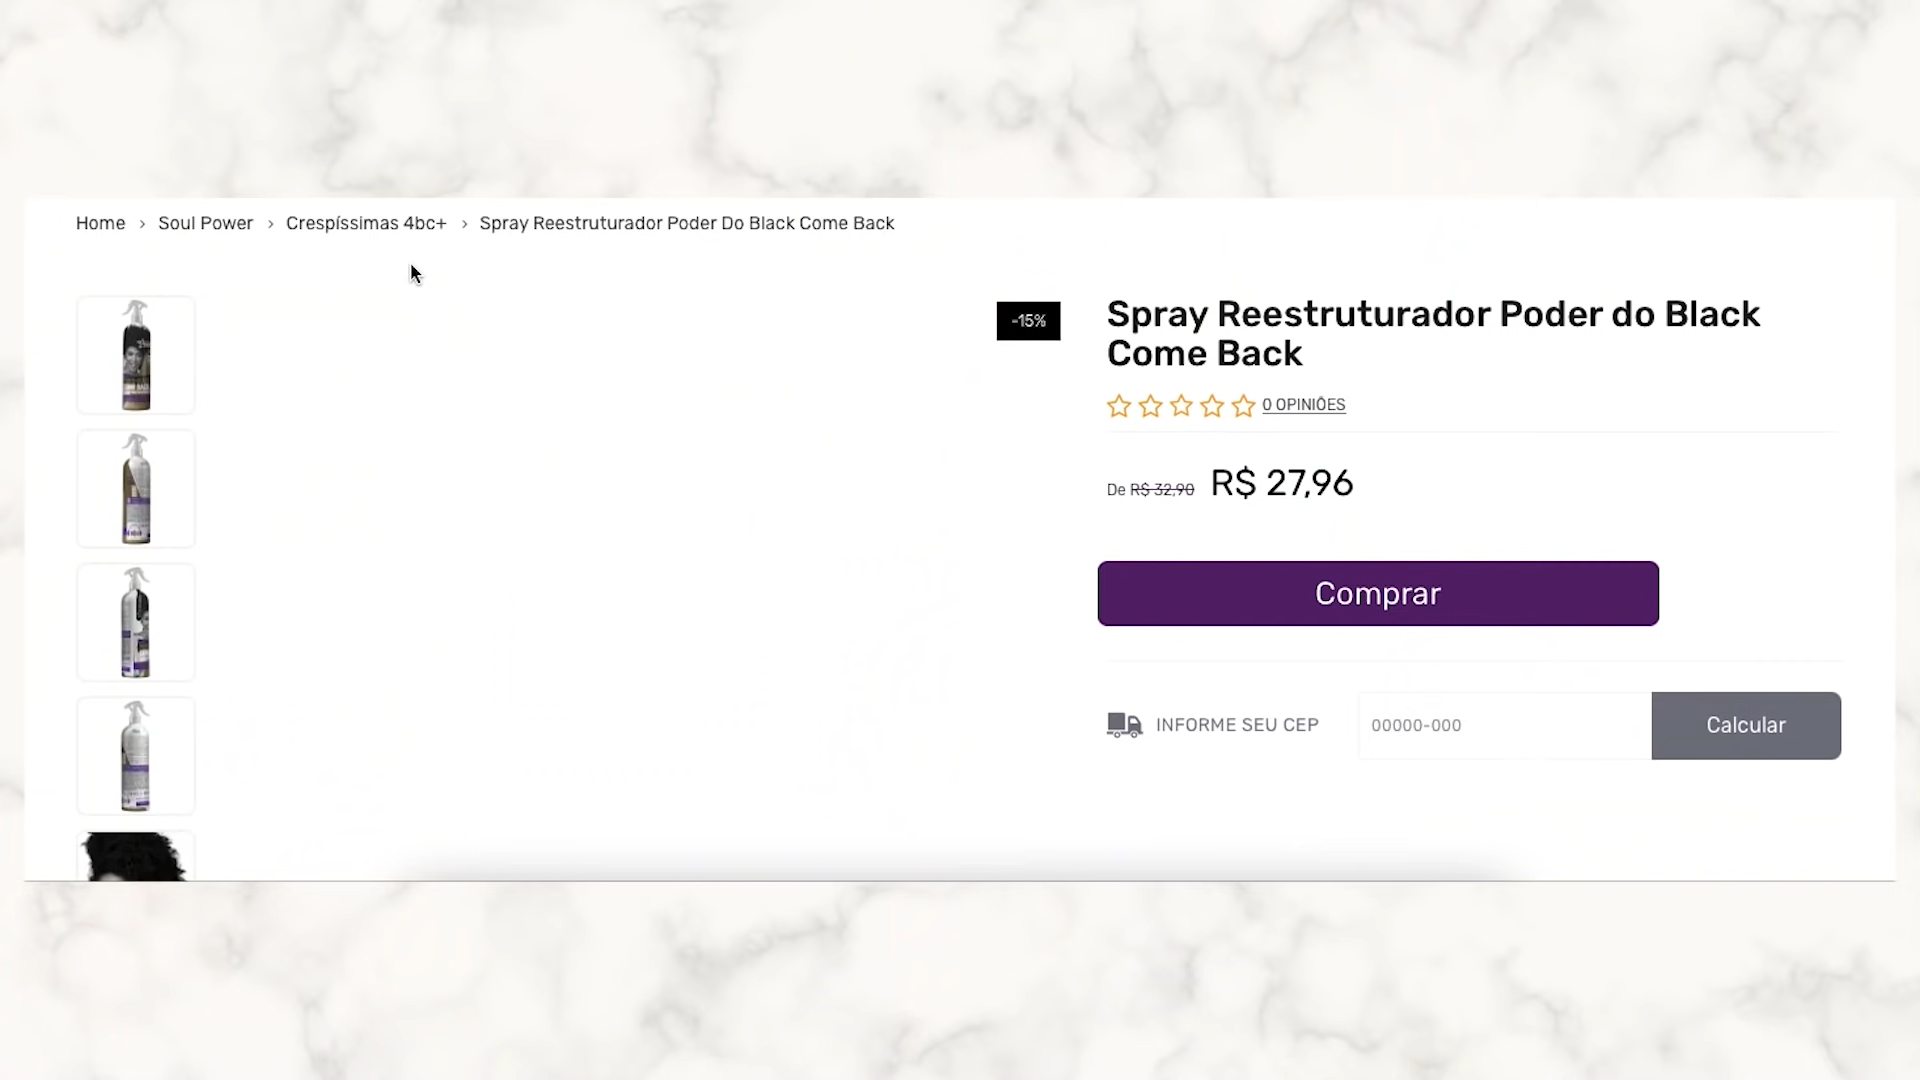 Home › Soul Power › Crespíssimas 4bc+ › Spray Reestruturador Poder Do Black Come Back
-15%
Spray Reestruturador Poder do Black
Come Back
0 OPINIÕES
De R$ 32,90 R$ 27,96
Comprar
INFORME SEU CEP 00000-000 Calcular